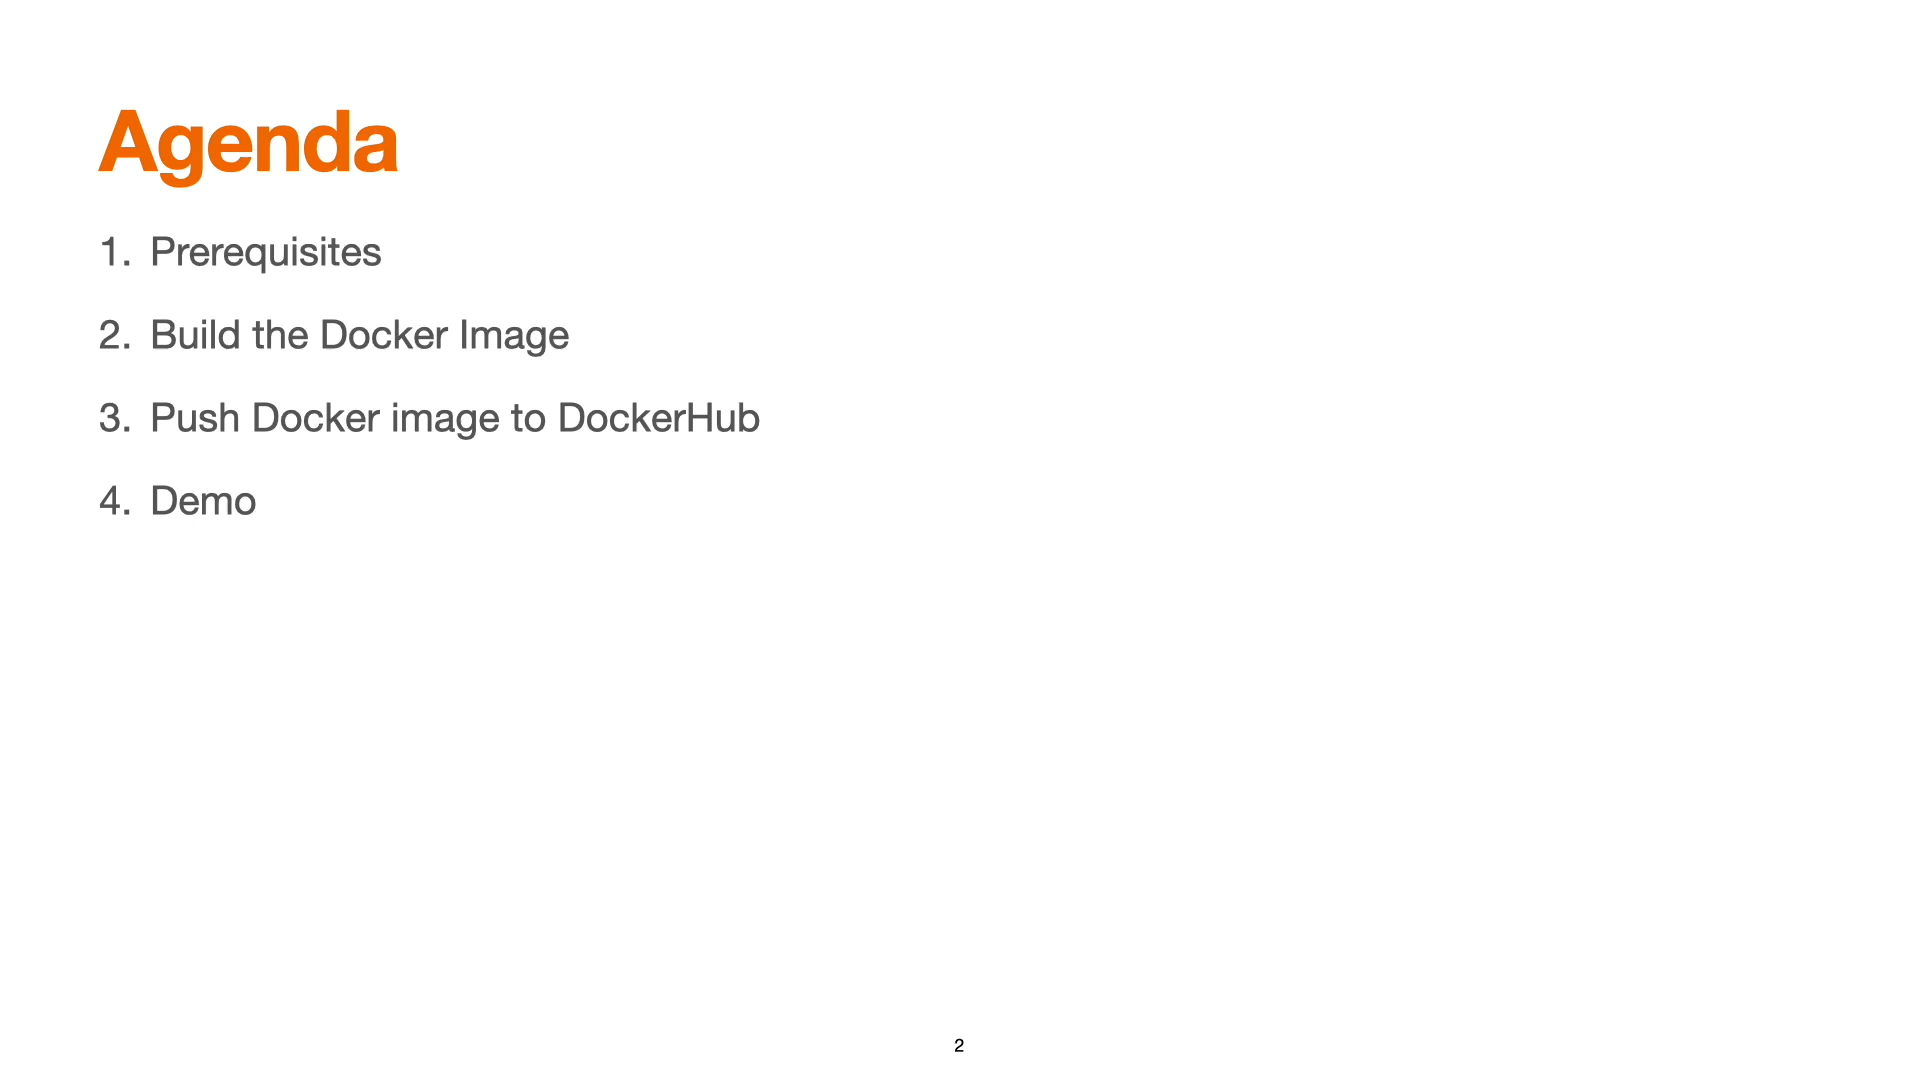 Agenda
1. Prerequisites
2. Build the Docker Image
3. Push Docker image to DockerHub
4. Demo
2